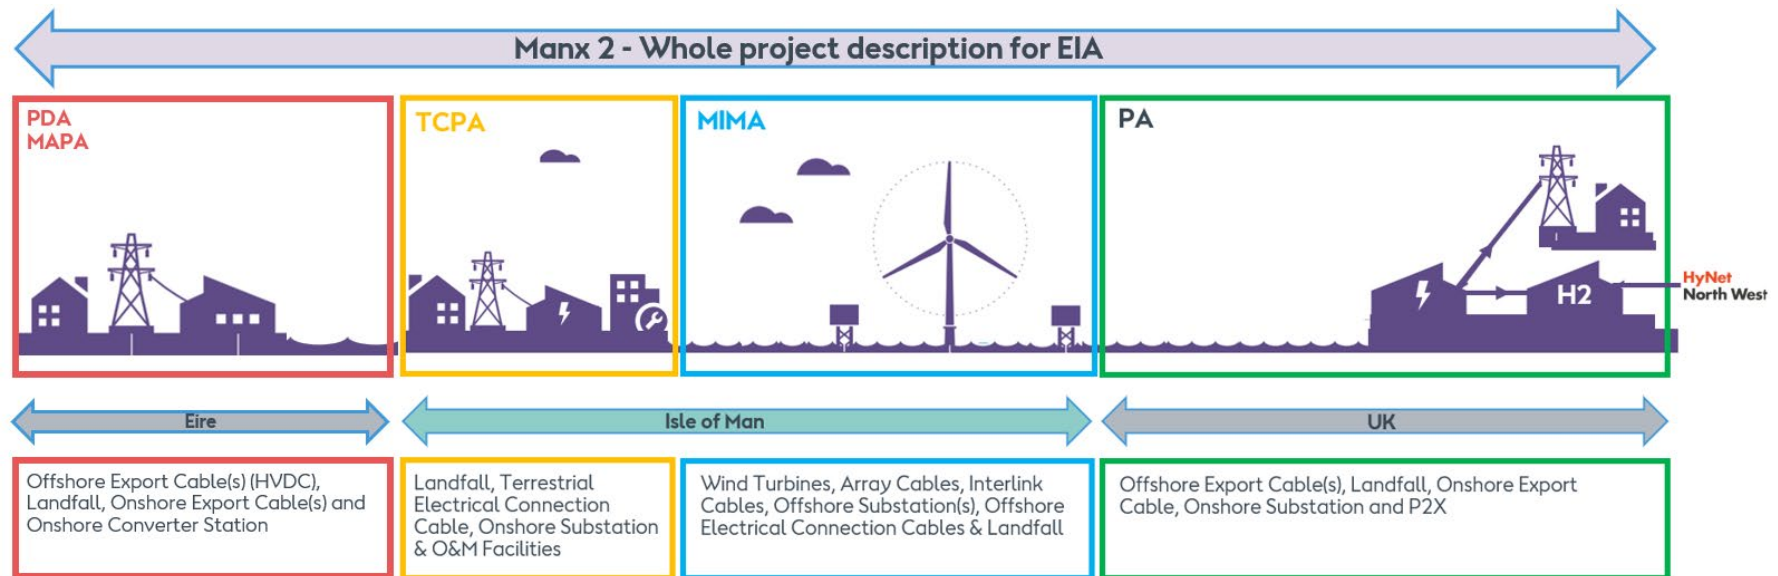 Manx 2 - Whole project description for EIA
PDA
MAPA
TCPA
MIMA
PA
H2
HyNet
North West
Eire
Isle of Man
UK
Offshore Export Cable(s) (HVDC),
Landfall, Onshore Export Cable(s) and
Onshore Converter Station
Landfall, Terrestrial
Electrical Connection
Cable, Onshore Substation
& O&M Facilities
Wind Turbines, Array Cables, Interlink
Cables, Offshore Substation(s), Offshore
Electrical Connection Cables & Landfall
Offshore Export Cable(s), Landfall, Onshore Export
Cable, Onshore Substation and P2X